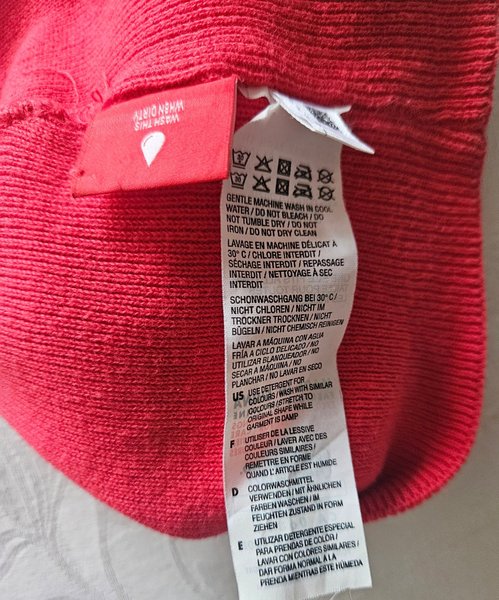 WASH THIS
WHEN DIRTY
GENTLE MACHINE WASH IN COOL
WATER / DO NOT BLEACH / DO
NOT TUMBLE DRY / DO NOT
IRON / DO NOT DRY CLEAN
LAVAGE EN MACHINE DÉLICAT À
30° C / CHLORE INTERDIT /
SÉCHAGE INTERDIT / REPASSAGE
INTERDIT / NETTOYAGE À SEC
INTERDIT
SCHONWASCHGANG BEI 30° C /
NICHT CHLOREN / NICHT IM
TROCKNER TROCKNEN / NICHT
BÜGELN / NICHT CHEMISCH REINIGEN
LAVAR A MÁQUINA CON AGUA
FRÍA A CICLO DELICADO / NO
UTILIZAR BLANQUEADOR / NO
SECAR A MÁQUINA / NO
PLANCHAR / NO LAVAR EN SECO
US USE DETERGENT FOR
COLOURS / WASH WITH SIMILAR
COLOURS / STRETCH TO
ORIGINAL SHAPE WHILE
GARMENT IS DAMP
F UTILISER DE LA LESSIVE
COULEUR / LAVER AVEC DES
COULEURS SIMILAIRES /
REMETTRE EN FORME
QUAND L'ARTICLE EST HUMIDE
D COLORWASCHMITTEL
VERWENDEN / MIT ÄHNLICHEN
FARBEN WASCHEN / IM
FEUCHTEN ZUSTAND IN FORM
ZIEHEN
E UTILIZAR DETERGENTE ESPECIAL
PARA PRENDAS DE COLOR /
LAVAR CON COLORES SIMILARES /
DAR FORMA NORMAL A LA
PRENDA MIENTRAS ESTE HÚMEDA